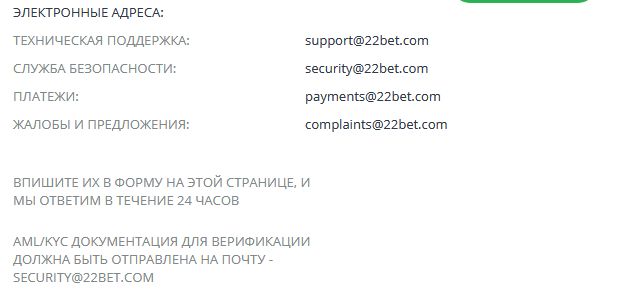 ЭЛЕКТРОННЫЕ АДРЕСА:
ТЕХНИЧЕСКАЯ ПОДДЕРЖКА: support@22bet.com
СЛУЖБА БЕЗОПАСНОСТИ: security@22bet.com
ПЛАТЕЖИ: payments@22bet.com
ЖАЛОБЫ И ПРЕДЛОЖЕНИЯ: complaints@22bet.com
ВПИШИТЕ ИХ В ФОРМУ НА ЭТОЙ СТРАНИЦЕ, И
МЫ ОТВЕТИМ В ТЕЧЕНИЕ 24 ЧАСОВ
AML/KYC ДОКУМЕНТАЦИЯ ДЛЯ ВЕРИФИКАЦИИ
ДОЛЖНА БЫТЬ ОТПРАВЛЕНА НА ПОЧТУ -
SECURITY@22BET.COM